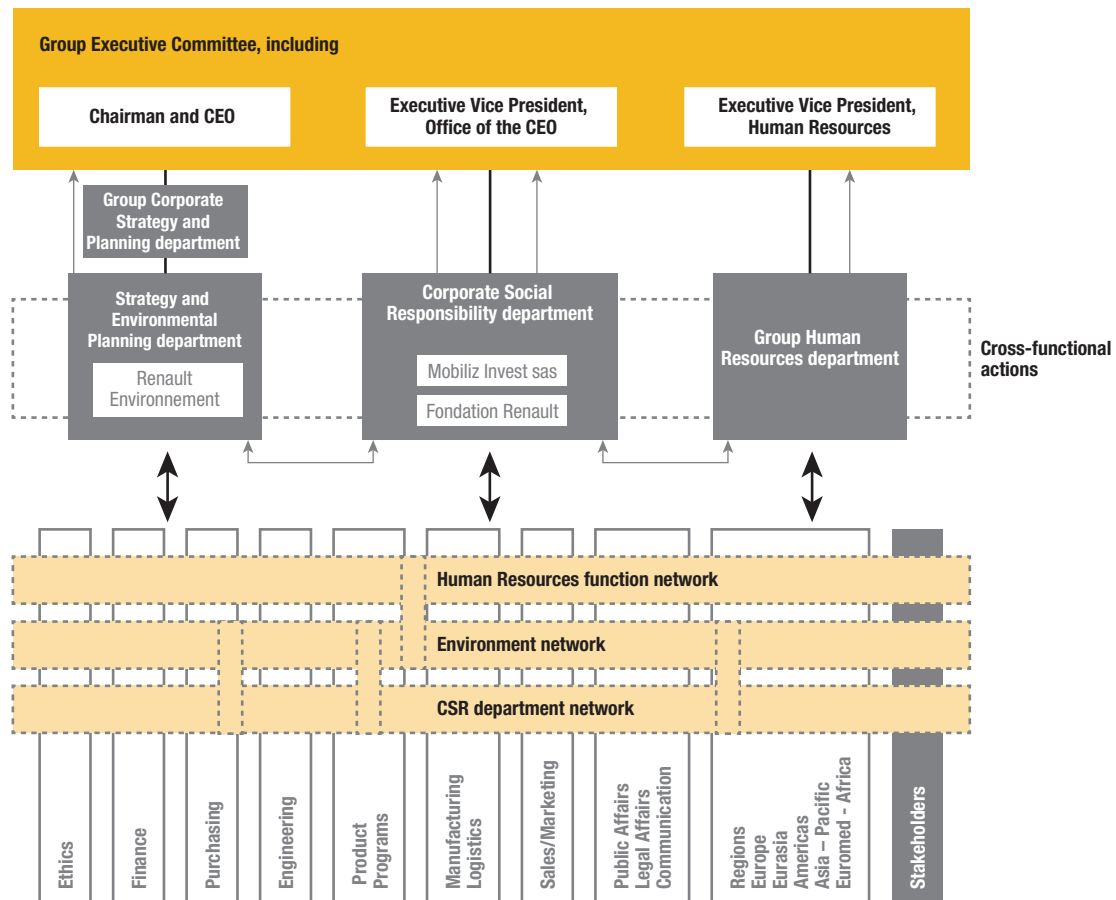 Group Executive Committee, including
Chairman and CEO
Executive Vice President,
Office of the CEO
Executive Vice President,
Human Resources
Group Corporate
Strategy and
Planning department
Strategy and
Environmental
Planning department
Renault
Environnement
Corporate Social
Responsibility department
Mobiliz Invest sas
Fondation Renault
Group Human
Resources department
Cross-functional
actions
Human Resources function network
Environment network
CSR department network
Ethics
Finance
Purchasing
Engineering
Product
Programs
Manufacturing
Logistics
Sales/Marketing
Public Affairs
Legal Affairs
Communication
Regions
Europe
Eurasia
Americas
Asia – Pacific
Euromed - Africa
Stakeholders